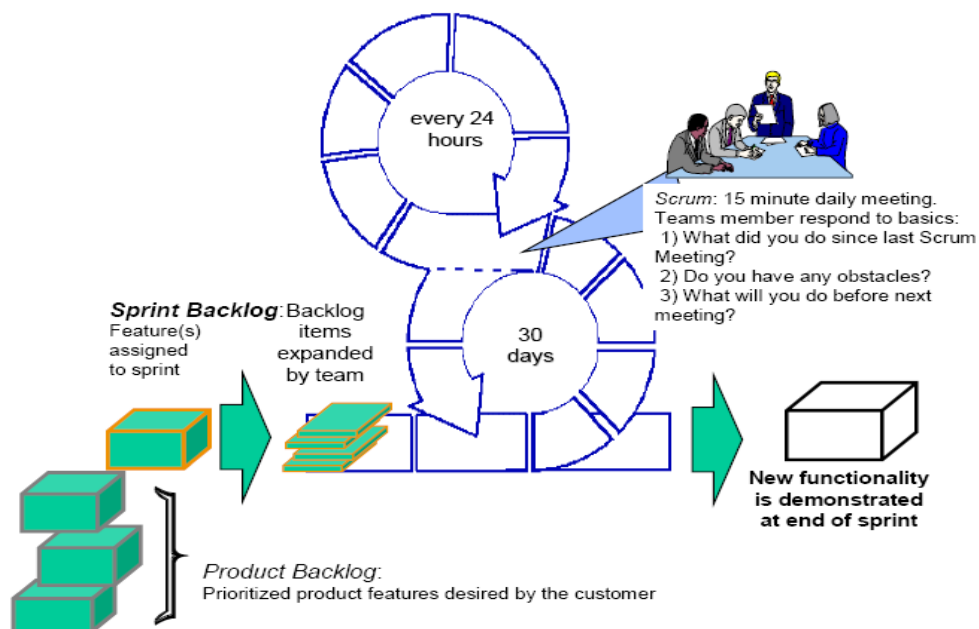 every 24
hours
Scrum: 15 minute daily meeting.
Teams member respond to basics:
1) What did you do since last Scrum
Meeting?
2) Do you have any obstacles?
3) What will you do before next
meeting?
30
days
Sprint Backlog:
Feature(s)
assigned
to sprint
Backlog
items
expanded
by team
New functionality
is demonstrated
at end of sprint
Product Backlog:
Prioritized product features desired by the customer